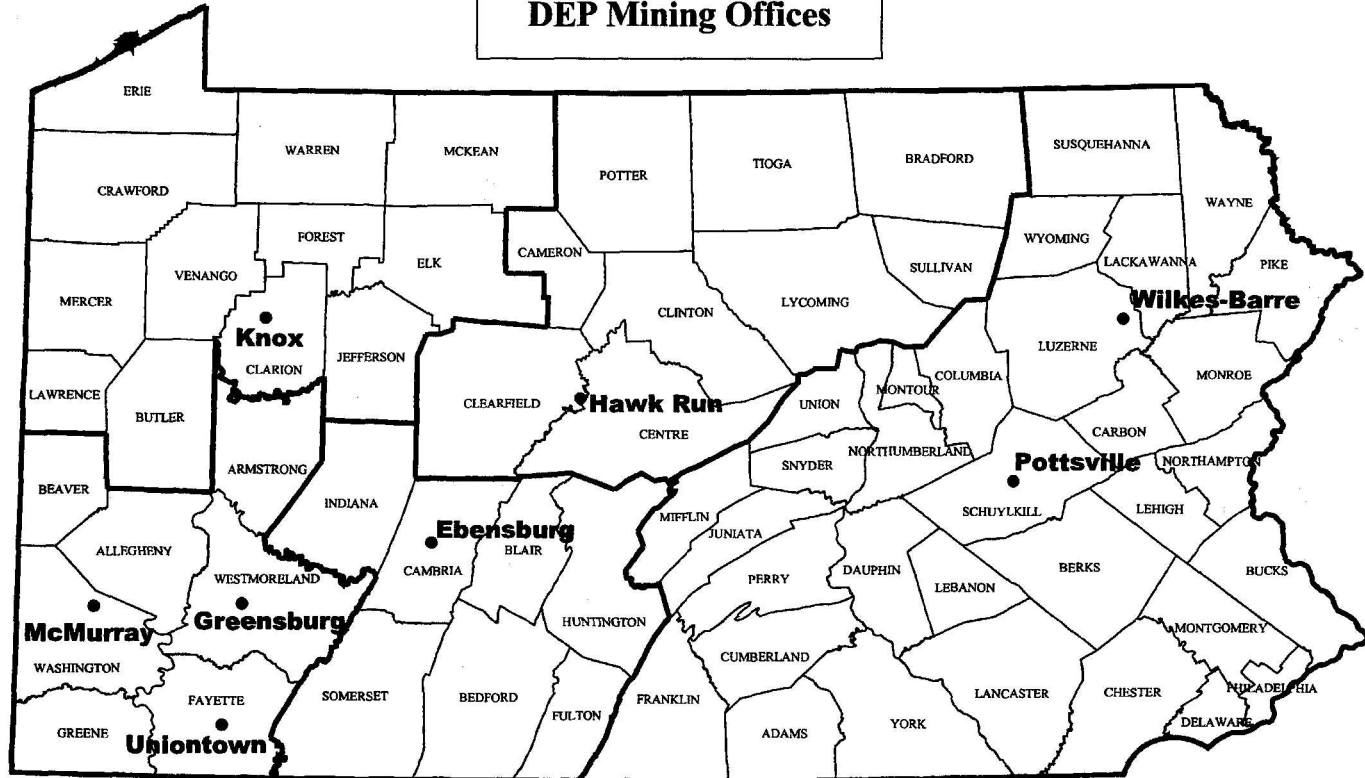 DEP Mining Offices
ERIE
WARREN
MCKEAN
POTTER
TIOGA
BRADFORD
SUSQUEHANNA
CRAWFORD
WAYNE
FOREST
CAMERON
WYOMING
VENANGO
ELK
SULLIVAN
LACKAWANNA
PIKE
MERCER
LYCOMING
Wilkes-Barre
CLINTON
Knox
JEFFERSON
LUZERNE
CLARION
MONROE
LAWRENCE
COLUMBIA
MONTOUR
CLEARFIELD
Hawk Run
UNION
BUTLER
CENTRE
CARBON
NORTHUMBERLAND
SNYDER
Pottsville
NORTHAMPTON
ARMSTRONG
BEAVER
INDIANA
LEHIGH
SCHUYLKILL
MIFFLIN
Ebensburg
JUNIATA
ALLEGHENY
BLAIR
CAMBRIA
BERKS
DAUPHIN
BUCKS
WESTMORELAND
PERRY
LEBANON
McMurray
Greensburg
HUNTINGTON
MONTGOMERY
CUMBERLAND
WASHINGTON
FAYETTE
SOMERSET
BEDFORD
FRANKLIN
LANCASTER
CHESTER
PHILADELPHIA
FULTON
GREENE
Uniontown
ADAMS
YORK
DELAWARE